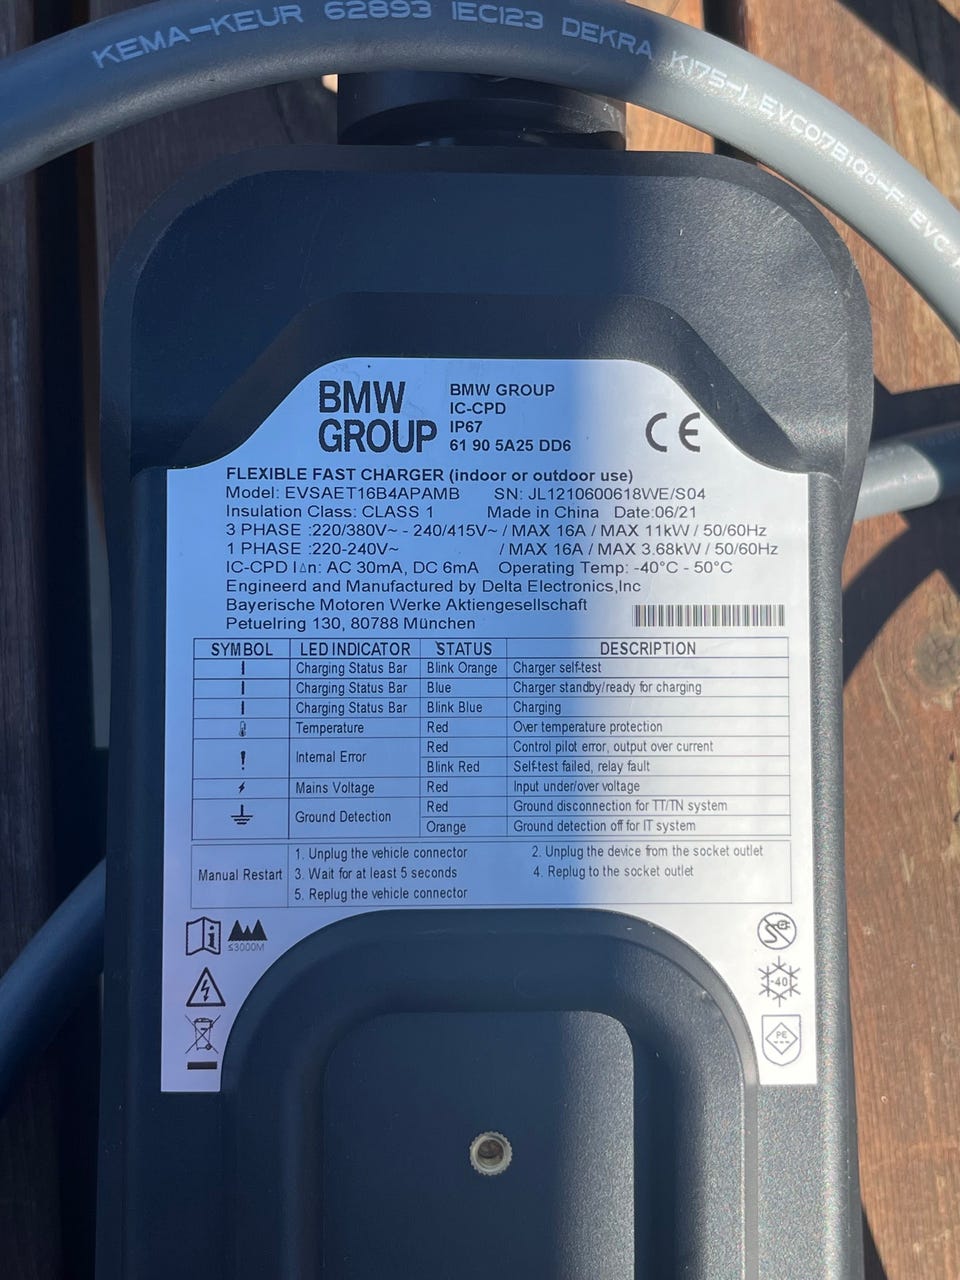 KEMA-KEUR 62893 IEC123 DEKRA K175-1 EVC07B1Q8-F EVC
BMW
GROUP
BMW GROUP
IC-CPD
IP67
61 90 5A25 DD6
CE
FLEXIBLE FAST CHARGER (indoor or outdoor use)
Model: EVSAET16B4APAMB SN: JL1210600618WE/S04
Insulation Class: CLASS 1 Made in China Date:06/21
3 PHASE :220/380V~ - 240/415V~ / MAX 16A / MAX 11kW / 50/60Hz
1 PHASE :220-240V~ / MAX 16A / MAX 3.68kW / 50/60Hz
IC-CPD I△n: AC 30mA, DC 6mA Operating Temp: -40°C - 50°C
Engineerd and Manufactured by Delta Electronics,Inc
Bayerische Motoren Werke Aktiengesellschaft
Petuelring 130, 80788 München
SYMBOL LED INDICATOR STATUS DESCRIPTION
Charging Status Bar Blink Orange Charger self-test
Charging Status Bar Blue Charger standby/ready for charging
Charging Status Bar Blink Blue Charging
Temperature Red Over temperature protection
! Internal Error Red Control pilot error, output over current
Blink Red Self-test failed, relay fault
Mains Voltage Red Input under/over voltage
Ground Detection Red Ground disconnection for TT/TN system
Orange Ground detection off for IT system
Manual Restart 1. Unplug the vehicle connector 2. Unplug the device from the socket outlet
3. Wait for at least 5 seconds 4. Replug to the socket outlet
5. Replug the vehicle connector
≤3000M
-40
PE